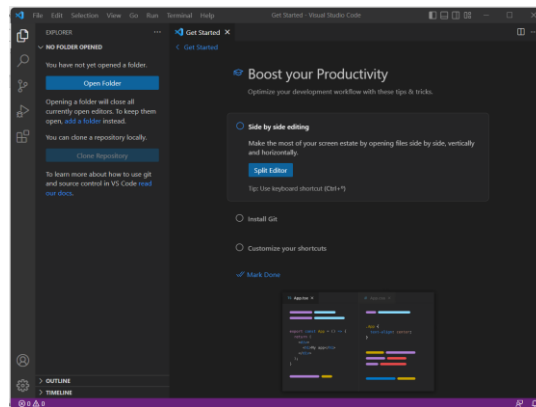 File Edit Selection View Go Run Terminal Help
Get Started - Visual Studio Code
EXPLORER
NO FOLDER OPENED
You have not yet opened a folder.
Open Folder
Opening a folder will close all
currently open editors. To keep them
open, add a folder instead.
You can clone a repository locally.
Clone Repository
To learn more about how to use git
and source control in VS Code read
our docs.
OUTLINE
TIMELINE
Get Started
Get Started
Boost your Productivity
Optimize your development workflow with these tips & tricks.
Side by side editing
Make the most of your screen estate by opening files side by side, vertically
and horizontally.
Split Editor
Tip: Use keyboard shortcut
Install Git
Customize your shortcuts
Mark Done
export const App = () => {
return (
0 0